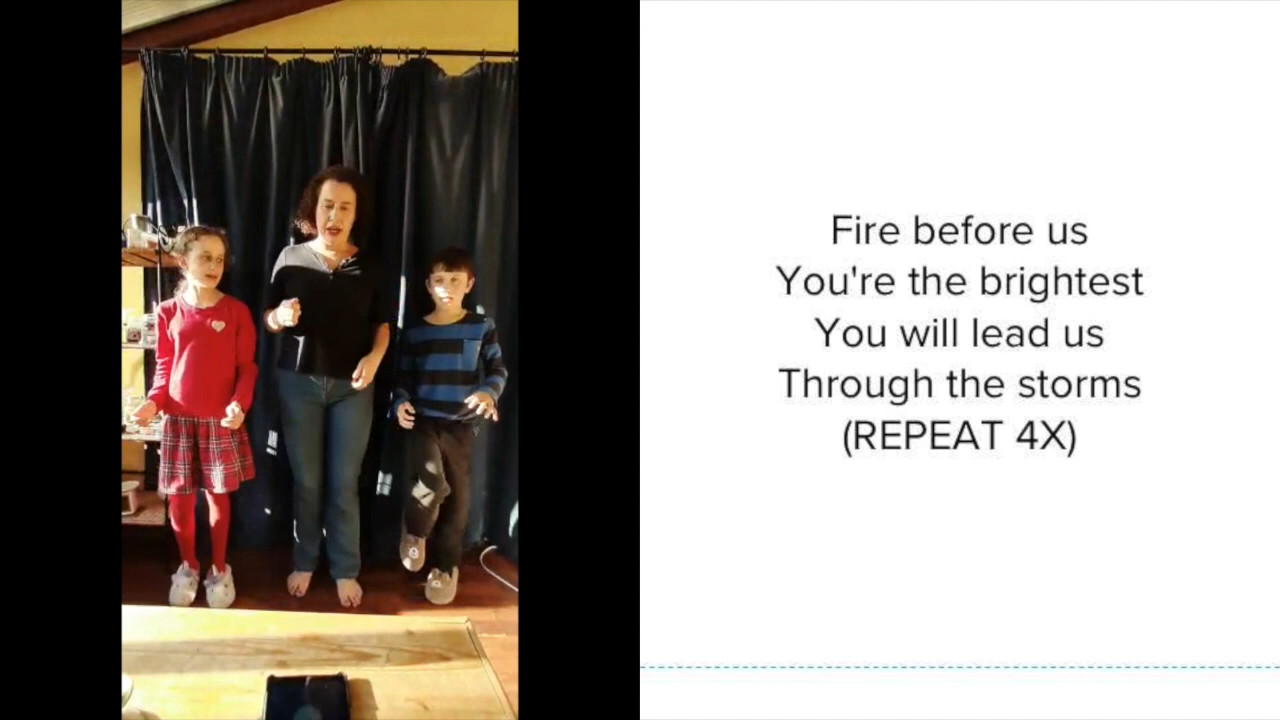 Fire before us
You're the brightest
You will lead us
Through the storms
(REPEAT 4X)